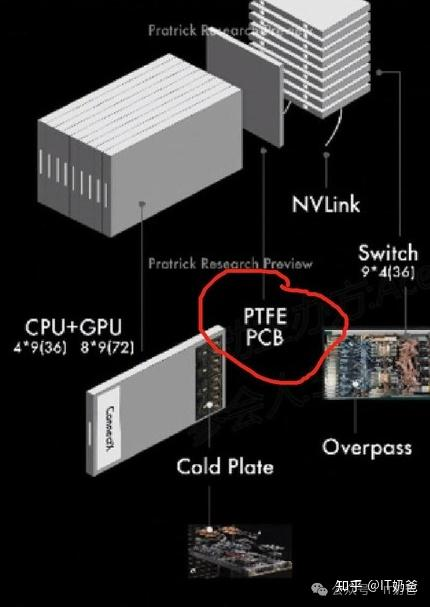 Pratrick Research Preview
NVLink
Switch
9*4(36)
Pratrick Research Preview
PTFE
PCB
CPU+GPU
4*9(36) 8*9(72)
ConnectX
Overpass
Cold Plate
知乎 @IT奶爸